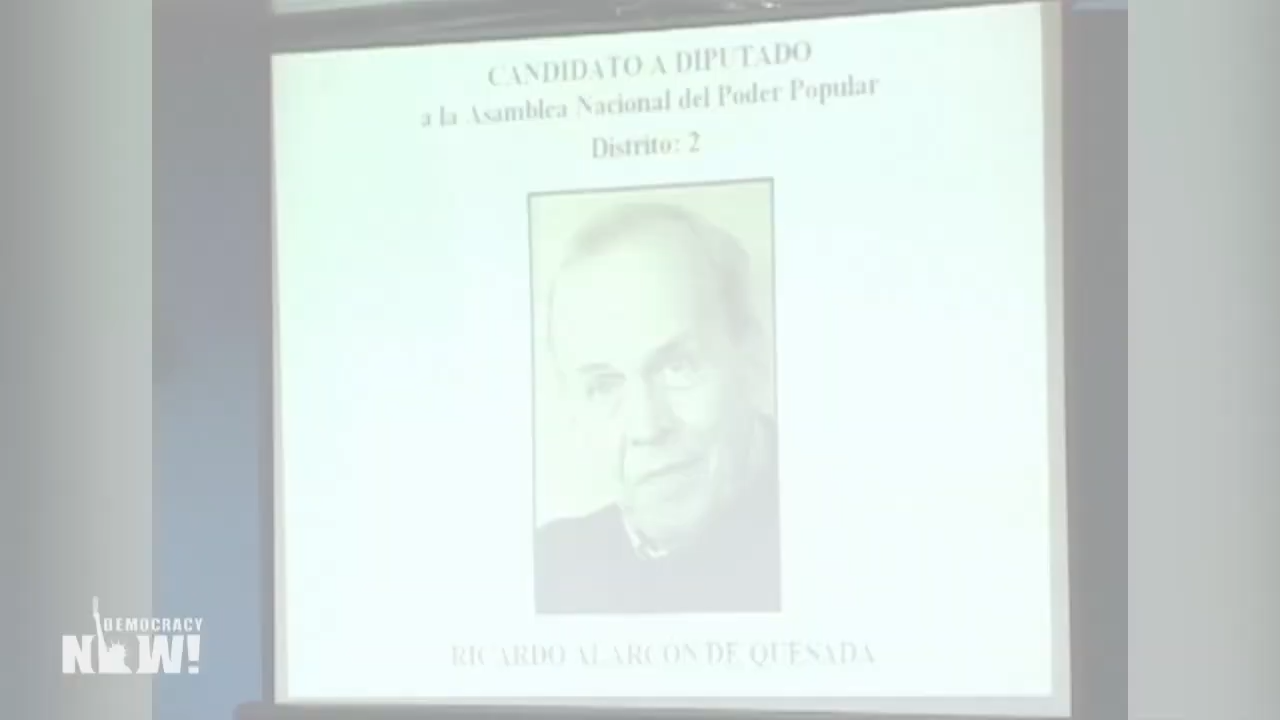 CANDIDATO A DIPUTADO
a la Asamblea Nacional del Poder Popular
Distrito: 2
RICARDO ALARCON DE QUESADA
DEMOCRACY
NOW!